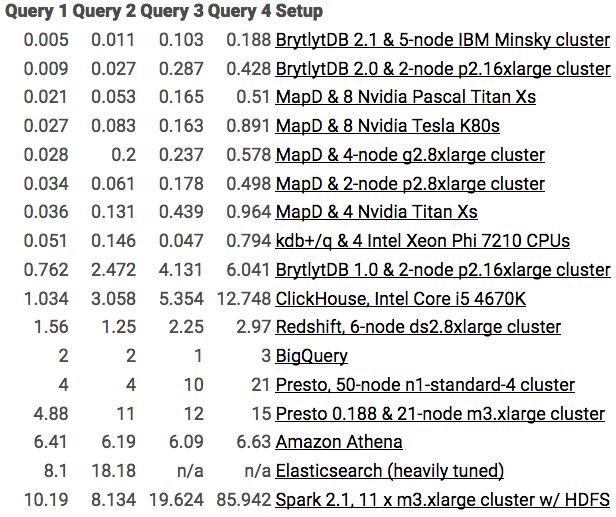 Query 1 Query 2 Query 3 Query 4 Setup
0.005 0.011 0.103 0.188 BrytlytDB 2.1 & 5-node IBM Minsky cluster
0.009 0.027 0.287 0.428 BrytlytDB 2.0 & 2-node p2.16xlarge cluster
0.021 0.053 0.165 0.51 MapD & 8 Nvidia Pascal Titan Xs
0.027 0.083 0.163 0.891 MapD & 8 Nvidia Tesla K80s
0.028 0.2 0.237 0.578 MapD & 4-node g2.8xlarge cluster
0.034 0.061 0.178 0.498 MapD & 2-node p2.8xlarge cluster
0.036 0.131 0.439 0.964 MapD & 4 Nvidia Titan Xs
0.051 0.146 0.047 0.794 kdb+/q & 4 Intel Xeon Phi 7210 CPUs
0.762 2.472 4.131 6.041 BrytlytDB 1.0 & 2-node p2.16xlarge cluster
1.034 3.058 5.354 12.748 ClickHouse, Intel Core i5 4670K
1.56 1.25 2.25 2.97 Redshift, 6-node ds2.8xlarge cluster
2 2 1 3 BigQuery
4 4 10 21 Presto, 50-node n1-standard-4 cluster
4.88 11 12 15 Presto 0.188 & 21-node m3.xlarge cluster
6.41 6.19 6.09 6.63 Amazon Athena
8.1 18.18 n/a n/a Elasticsearch (heavily tuned)
10.19 8.134 19.624 85.942 Spark 2.1, 11 x m3.xlarge cluster w/ HDFS